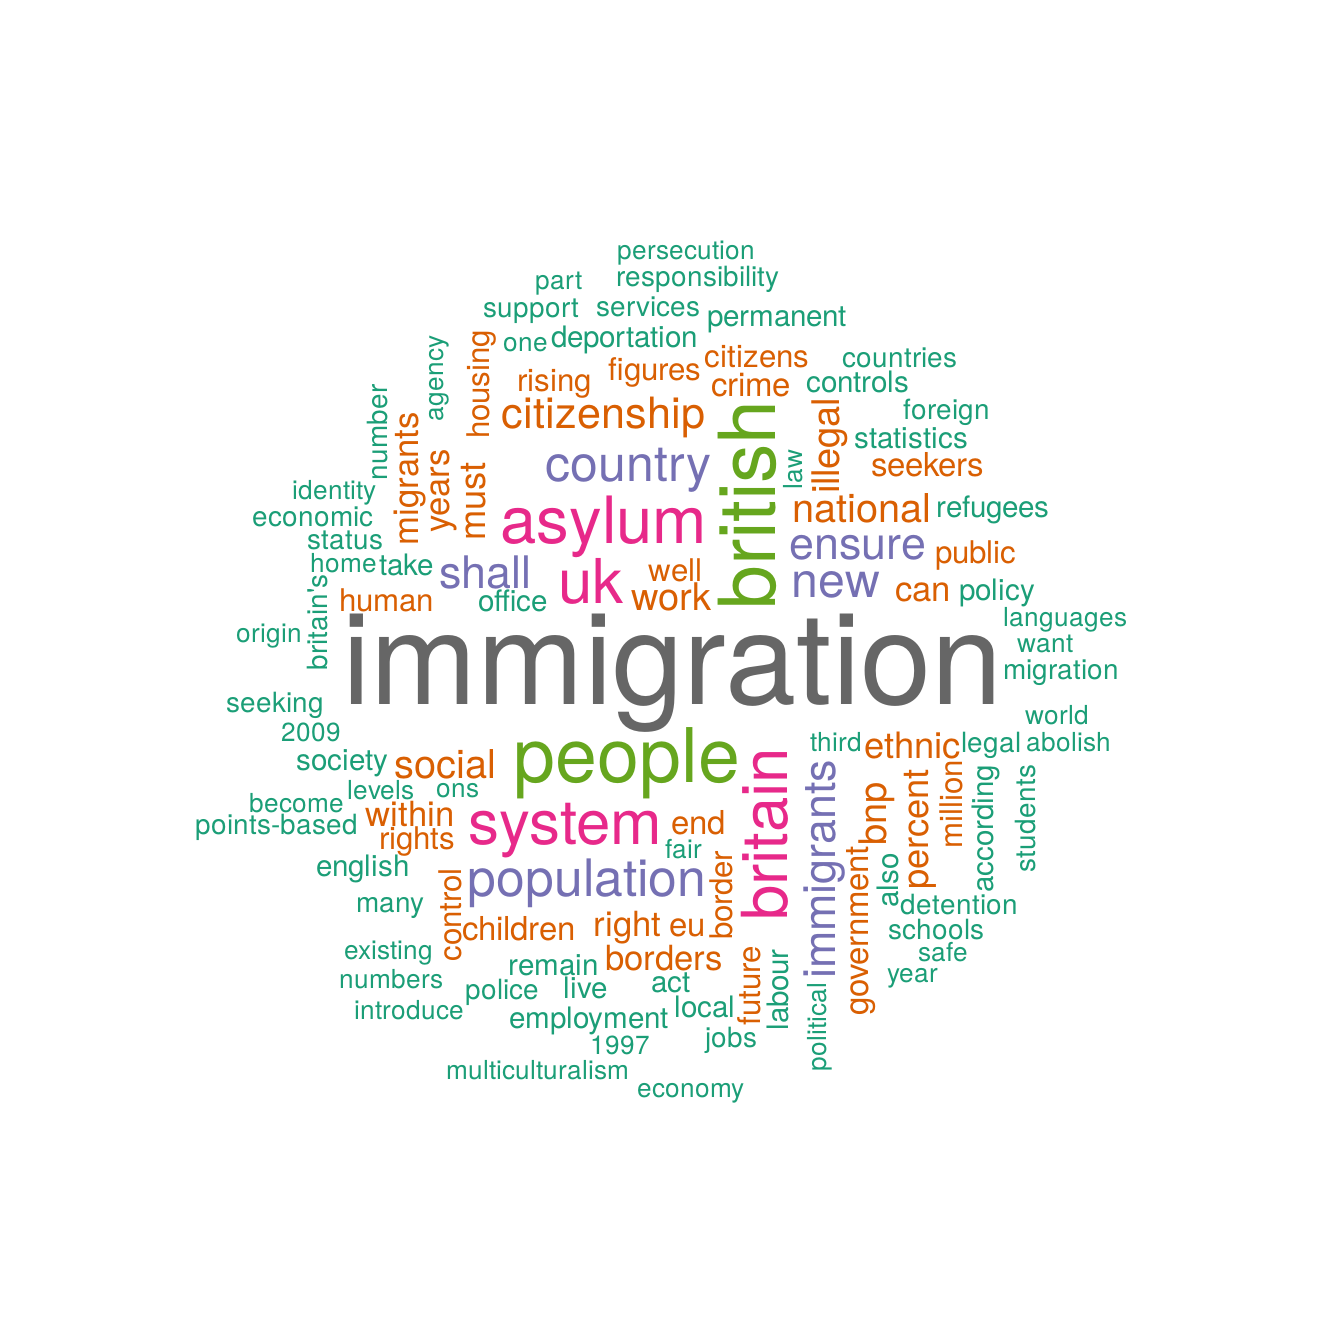 persecution
part responsibility
support services permanent
one deportation
agency housing rising figures citizens countries
crime controls
number migrants citizenship british illegal foreign
years must country law statistics
seekers
identity asylum national refugees
economic
status ensure public
home take shall uk well new can policy
britain's human office work
origin immigration languages
want
migration
seeking world
2009 people third ethnic legal abolish
society social britain immigrants bnp percent million according students
levels ons
become within system end
points-based rights fair
english population border government also
many control children right eu detention
schools
existing remain borders future labour safe
numbers police live act political year
introduce employment local
1997 jobs
multiculturalism economy